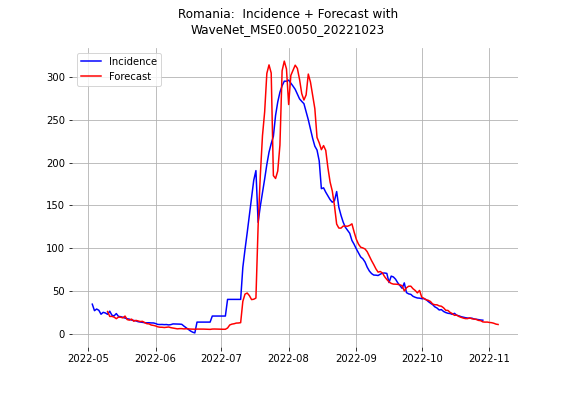 Romania:  Incidence + Forecast with
WaveNet_MSE0.0050_20221023
Incidence
Forecast
300
250
200
150
100
50
0
2022-05 2022-06 2022-07 2022-08 2022-09 2022-10 2022-11